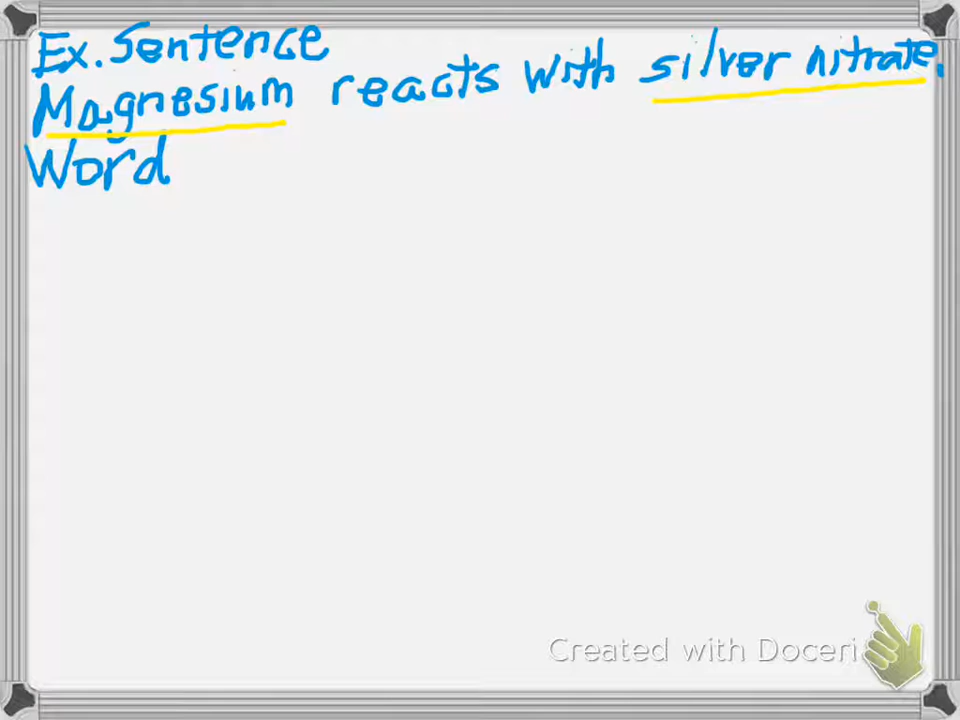 Ex. Sentence
Magnesium reacts with silver nitrate.
Word
Created with Doceri